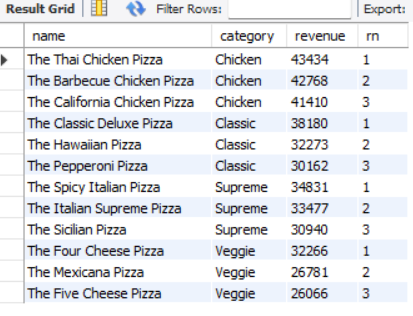 Result Grid Filter Rows: Export:
name category revenue rn
The Thai Chicken Pizza Chicken 43434 1
The Barbecue Chicken Pizza Chicken 42768 2
The California Chicken Pizza Chicken 41410 3
The Classic Deluxe Pizza Classic 38180 1
The Hawaiian Pizza Classic 32273 2
The Pepperoni Pizza Classic 30162 3
The Spicy Italian Pizza Supreme 34831 1
The Italian Supreme Pizza Supreme 33477 2
The Sicilian Pizza Supreme 30940 3
The Four Cheese Pizza Veggie 32266 1
The Mexicana Pizza Veggie 26781 2
The Five Cheese Pizza Veggie 26066 3